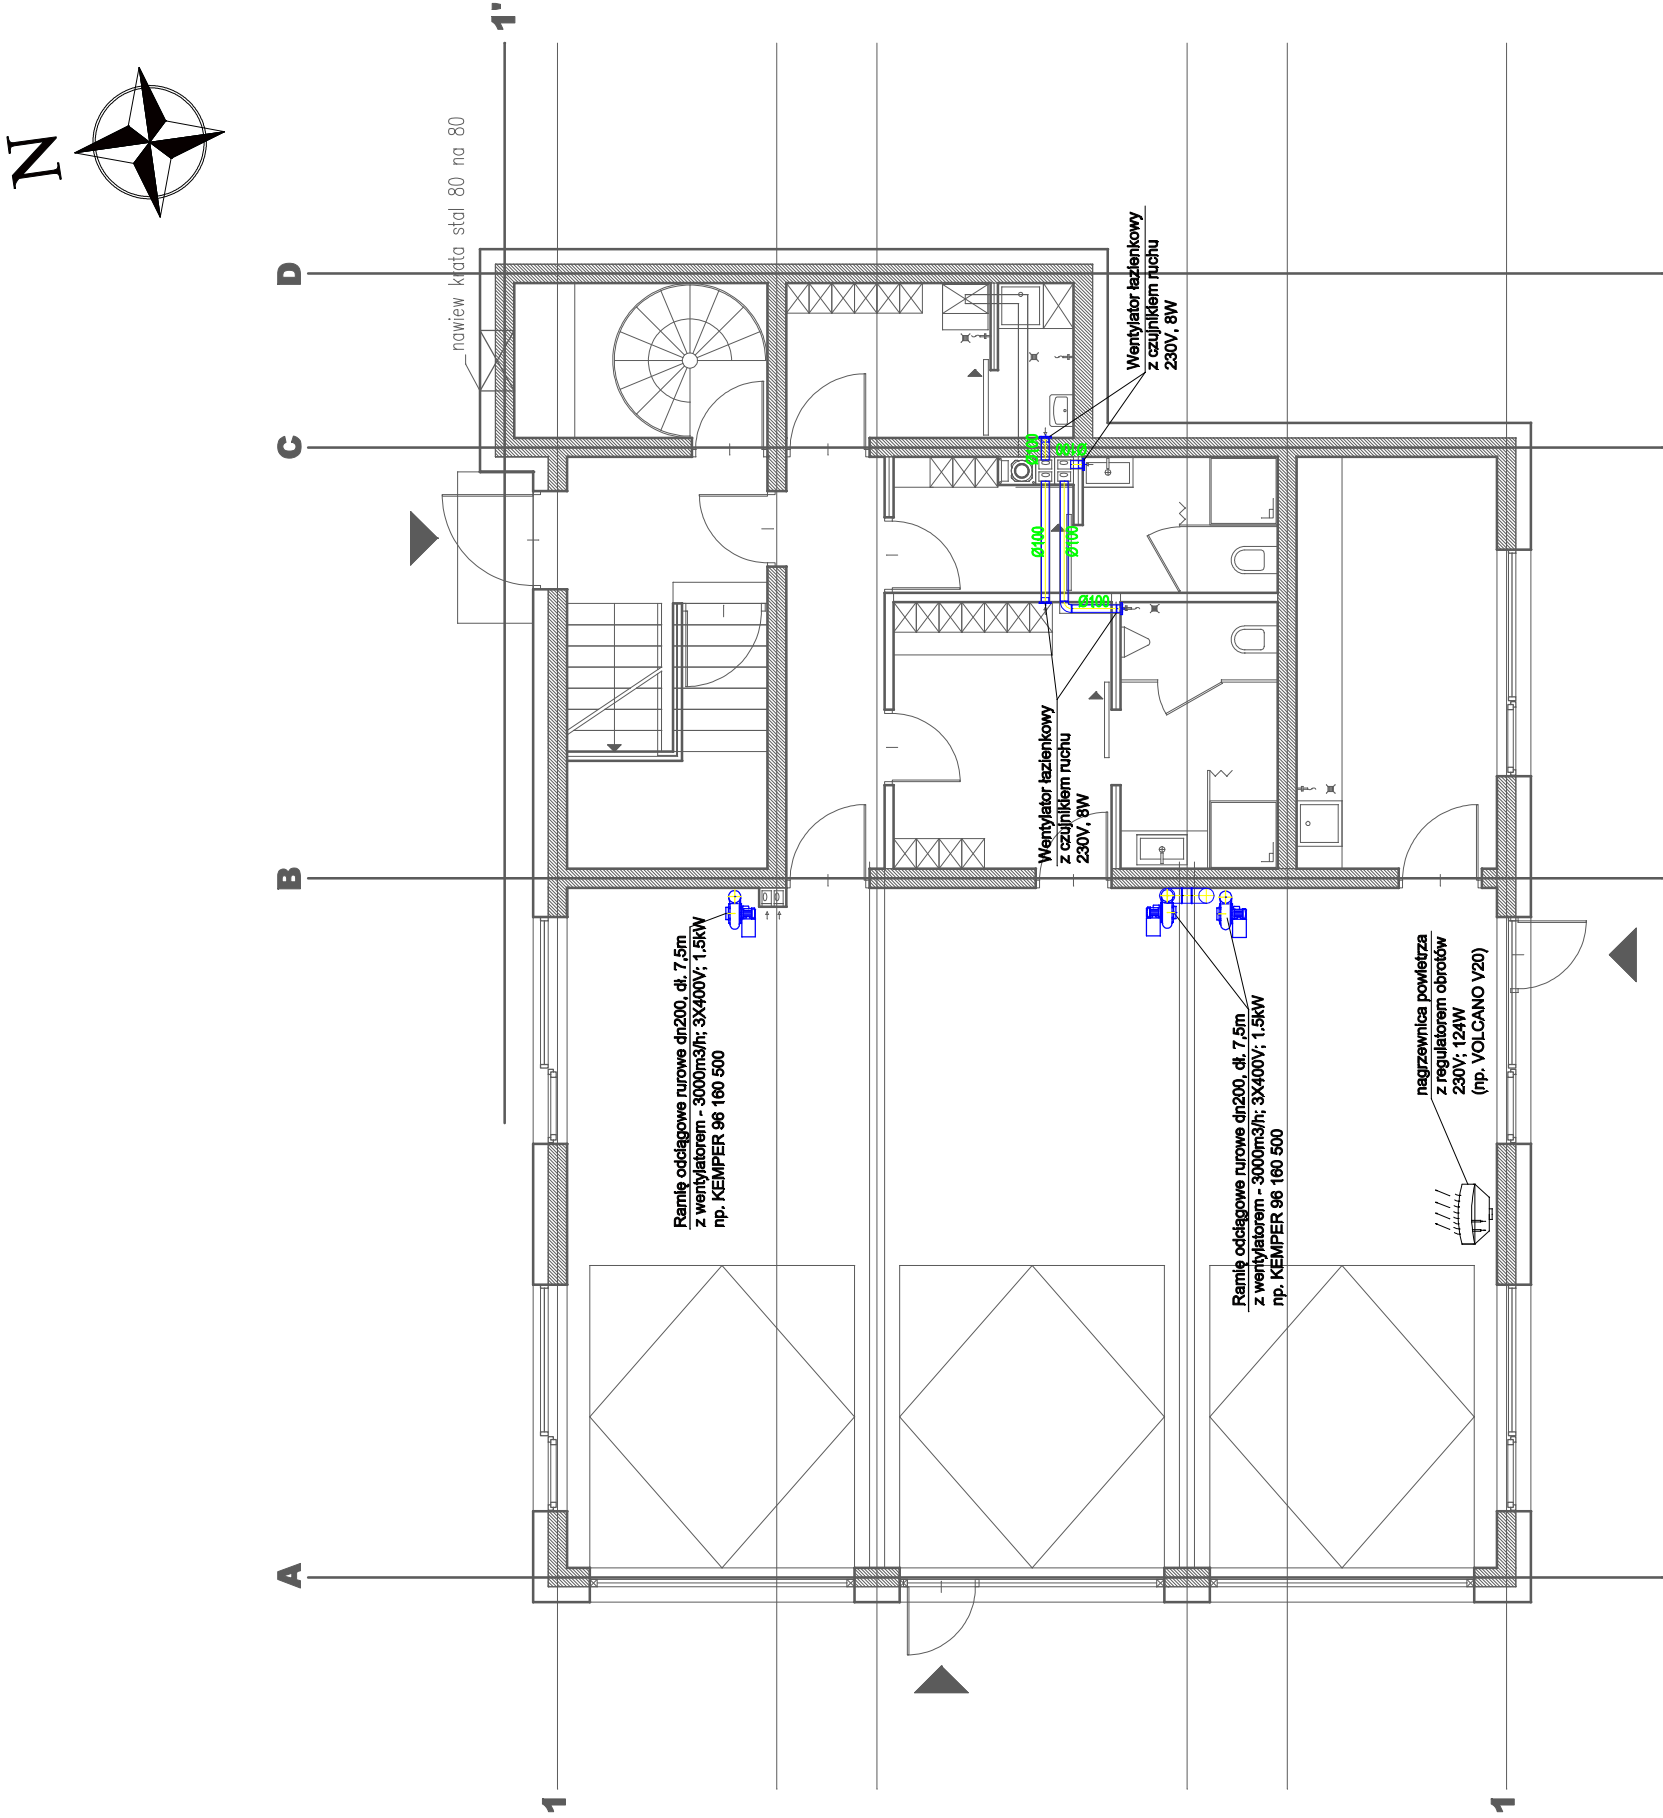 N
1'
nawiew krata stal 80 na 80
D
C
B
A
Wentylator łazienkowy
z czujnikiem ruchu
230V, 8W
Ø100
Ø100
Ø100
Ø100
Ø100
Wentylator łazienkowy
z czujnikiem ruchu
230V, 8W
Ramię odciągowe rurowe dn200, dł. 7,5m
z wentylatorem - 3000m3/h; 3X400V; 1.5kW
np. KEMPER 96 160 500
Ramię odciągowe rurowe dn200, dł. 7,5m
z wentylatorem - 3000m3/h; 3X400V; 1.5kW
np. KEMPER 96 160 500
nagrzewnica powietrza
z regulatorem obrotów
230V; 124W
(np. VOLCANO V20)
1
1